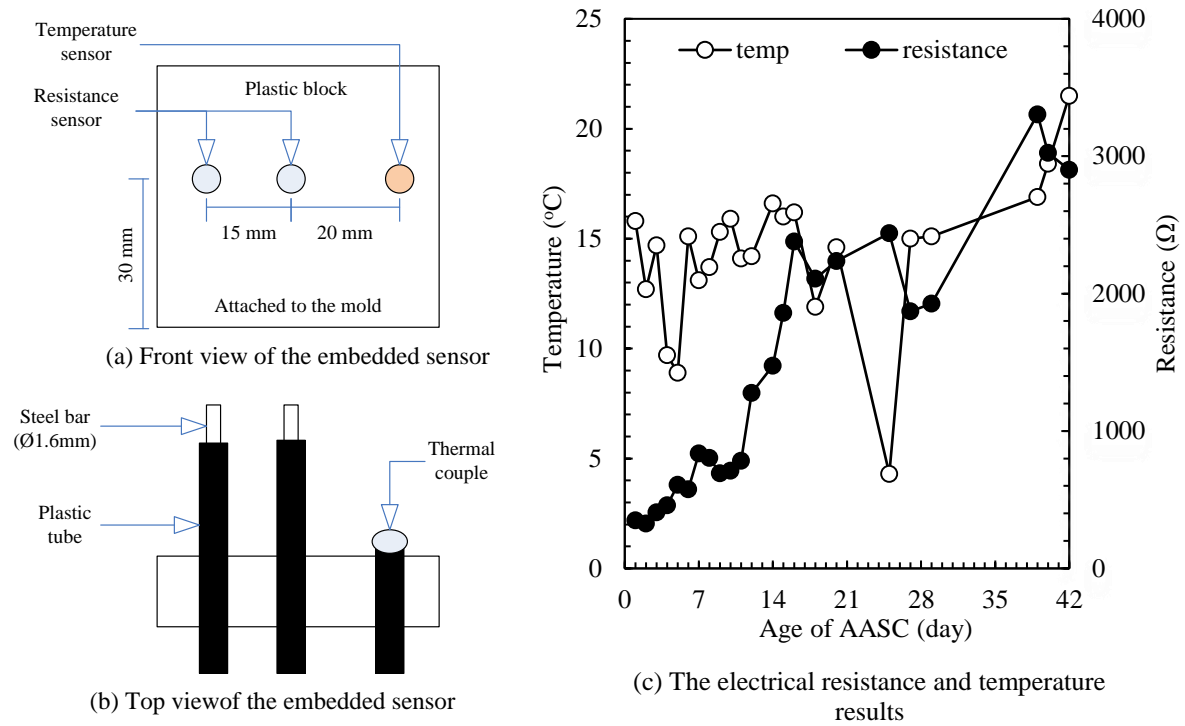 Temperature
sensor
Plastic block
Resistance
sensor
15 mm
20 mm
30 mm
Attached to the mold
(a) Front view of the embedded sensor
Steel bar
(Ø1.6mm)
Thermal
couple
Plastic
tube
(b) Top viewof the embedded sensor
temp
resistance
25
20
15
10
5
0
Temperature (°C)
4000
3000
2000
1000
0
Resistance (Ω)
0 7 14 21 28 35 42
Age of AASC (day)
(c) The electrical resistance and temperature
results